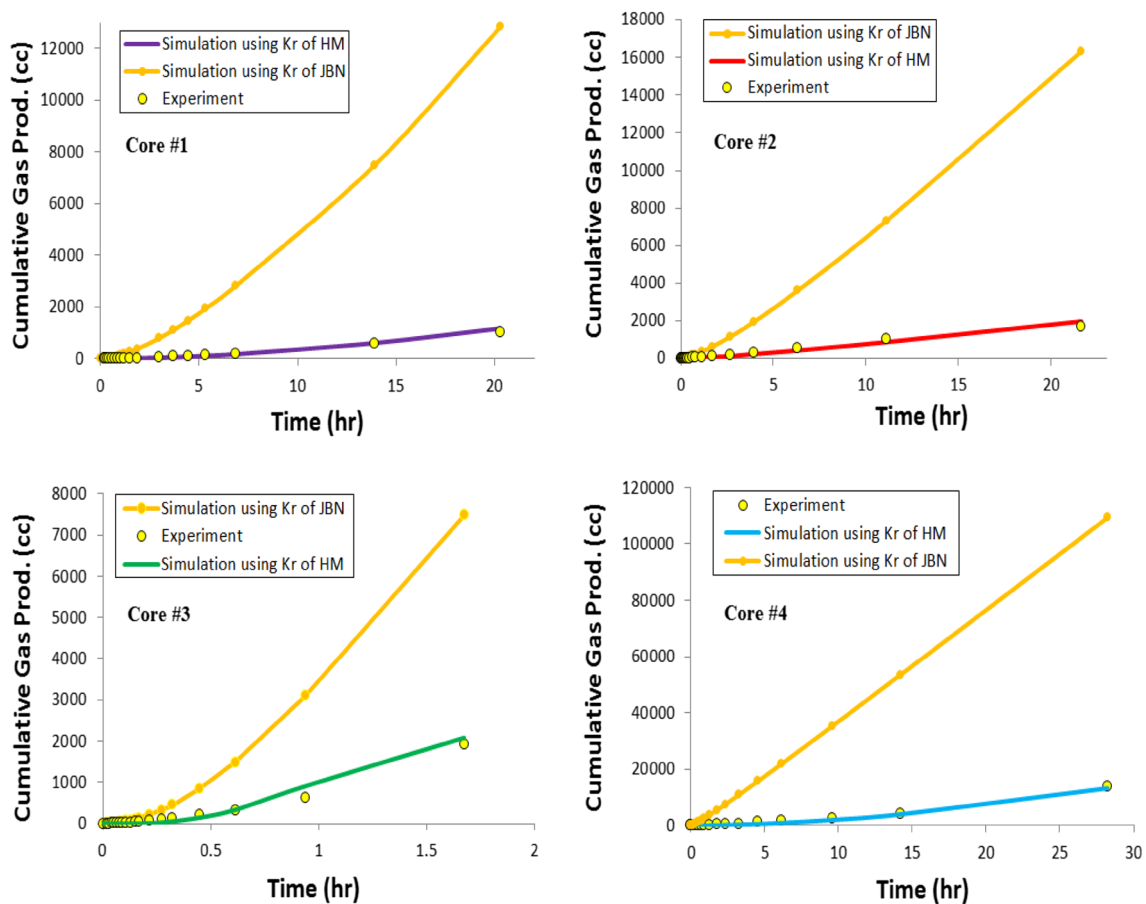 Cumulative Gas Prod. (cc)
12000
10000
8000
6000
4000
2000
0
Simulation using Kr of HM
Simulation using Kr of JBN
Experiment
Core #1
0
5
10
15
20
Time (hr)
Cumulative Gas Prod. (cc)
18000
16000
14000
12000
10000
8000
6000
4000
2000
0
Simulation using Kr of JBN
Simulation using Kr of HM
Experiment
Core #2
0
5
10
15
20
Time (hr)
Cumulative Gas Prod. (cc)
8000
7000
6000
5000
4000
3000
2000
1000
0
Simulation using Kr of JBN
Experiment
Simulation using Kr of HM
Core #3
0
0.5
1
1.5
2
Time (hr)
Cumulative Gas Prod. (cc)
120000
100000
80000
60000
40000
20000
0
Experiment
Simulation using Kr of HM
Simulation using Kr of JBN
Core #4
0
5
10
15
20
25
30
Time (hr)